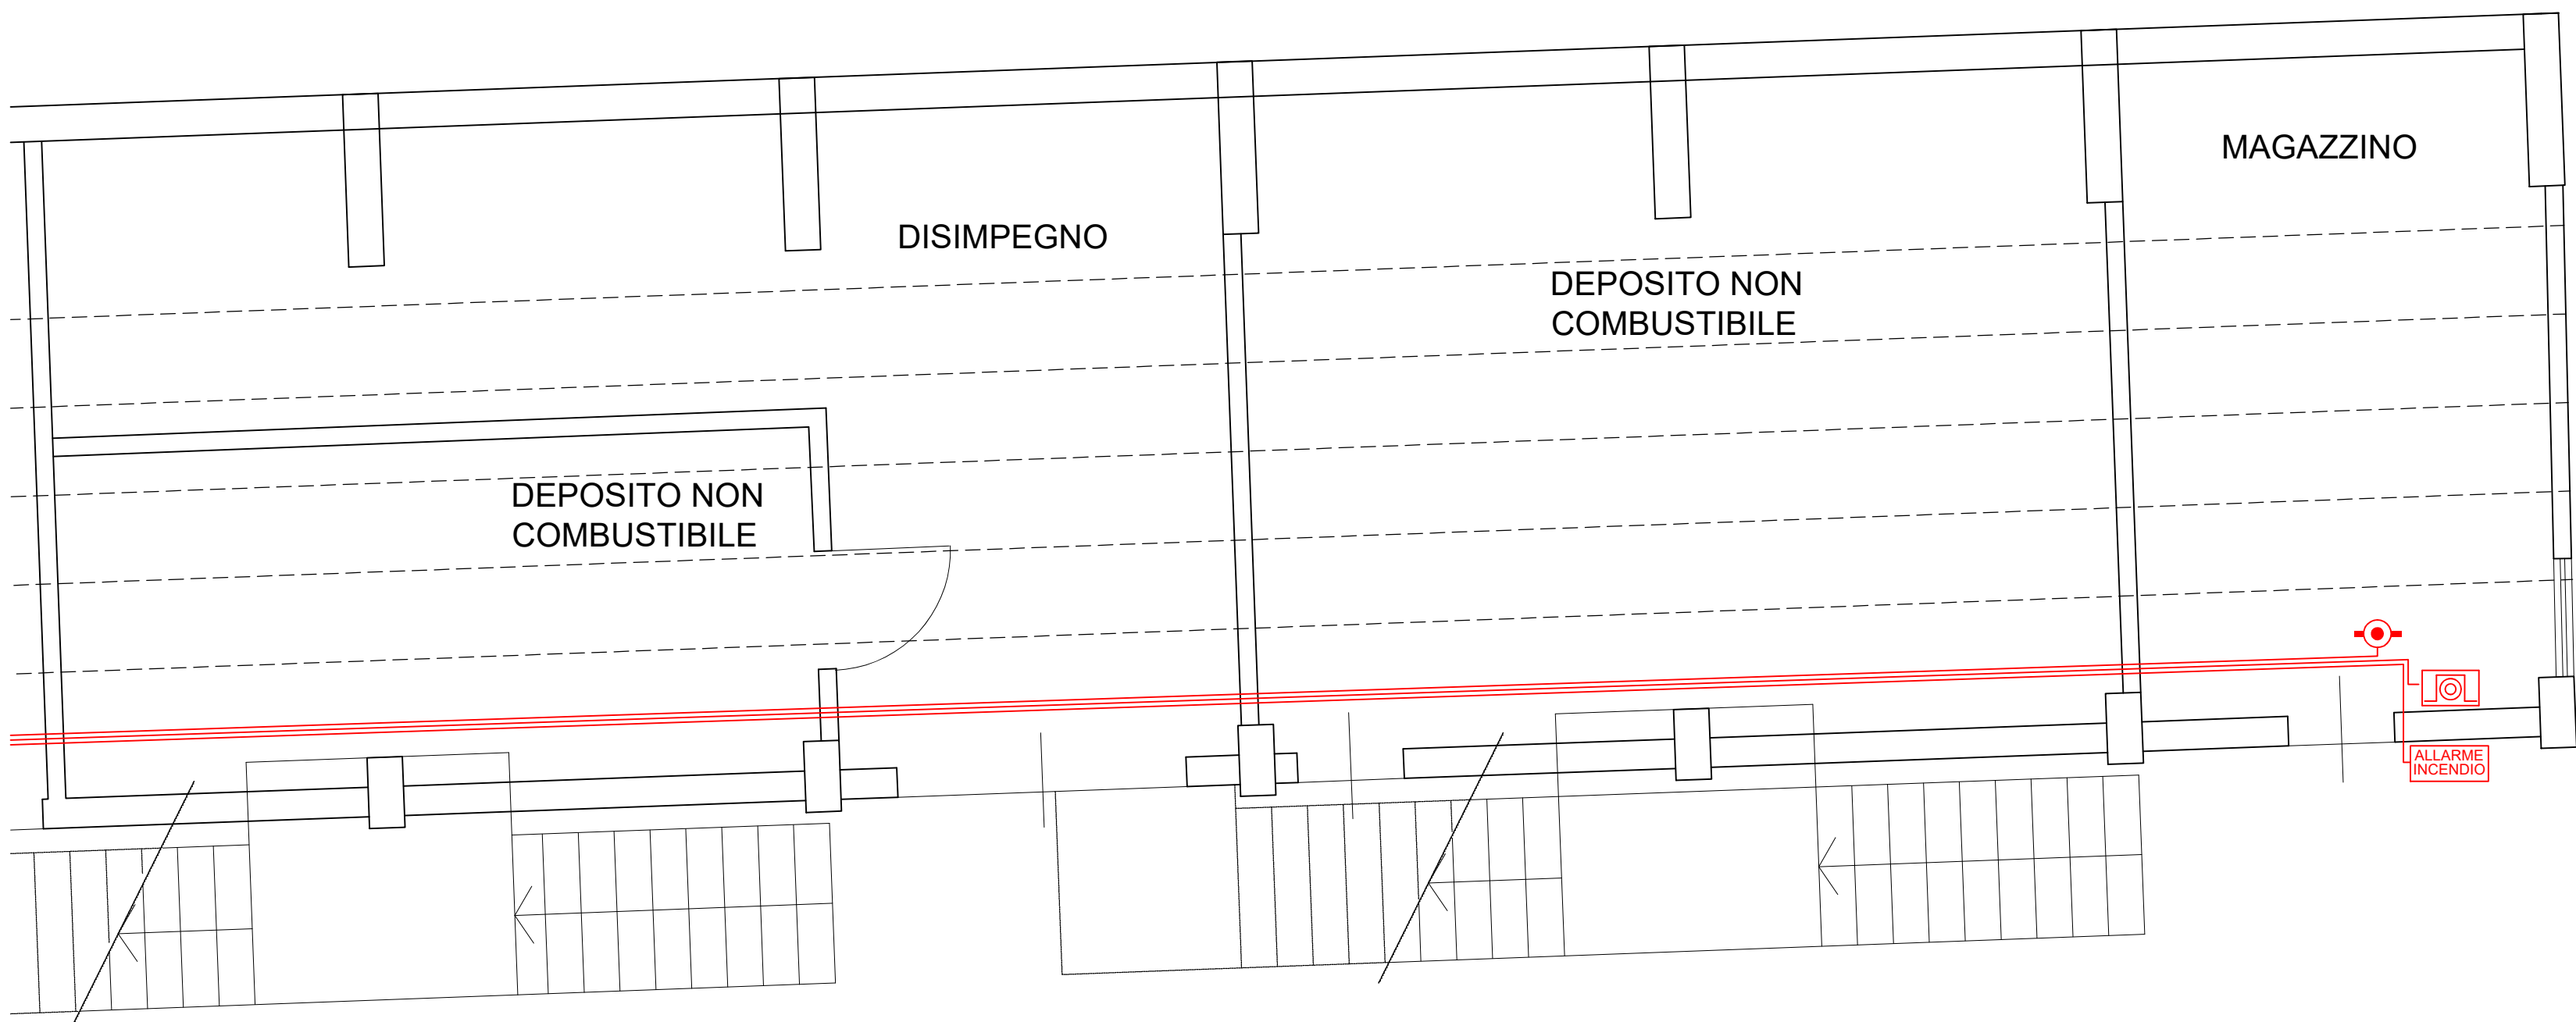 MAGAZZINO
DISIMPEGNO
DEPOSITO NON
COMBUSTIBILE
DEPOSITO NON
COMBUSTIBILE
ALLARME
INCENDIO